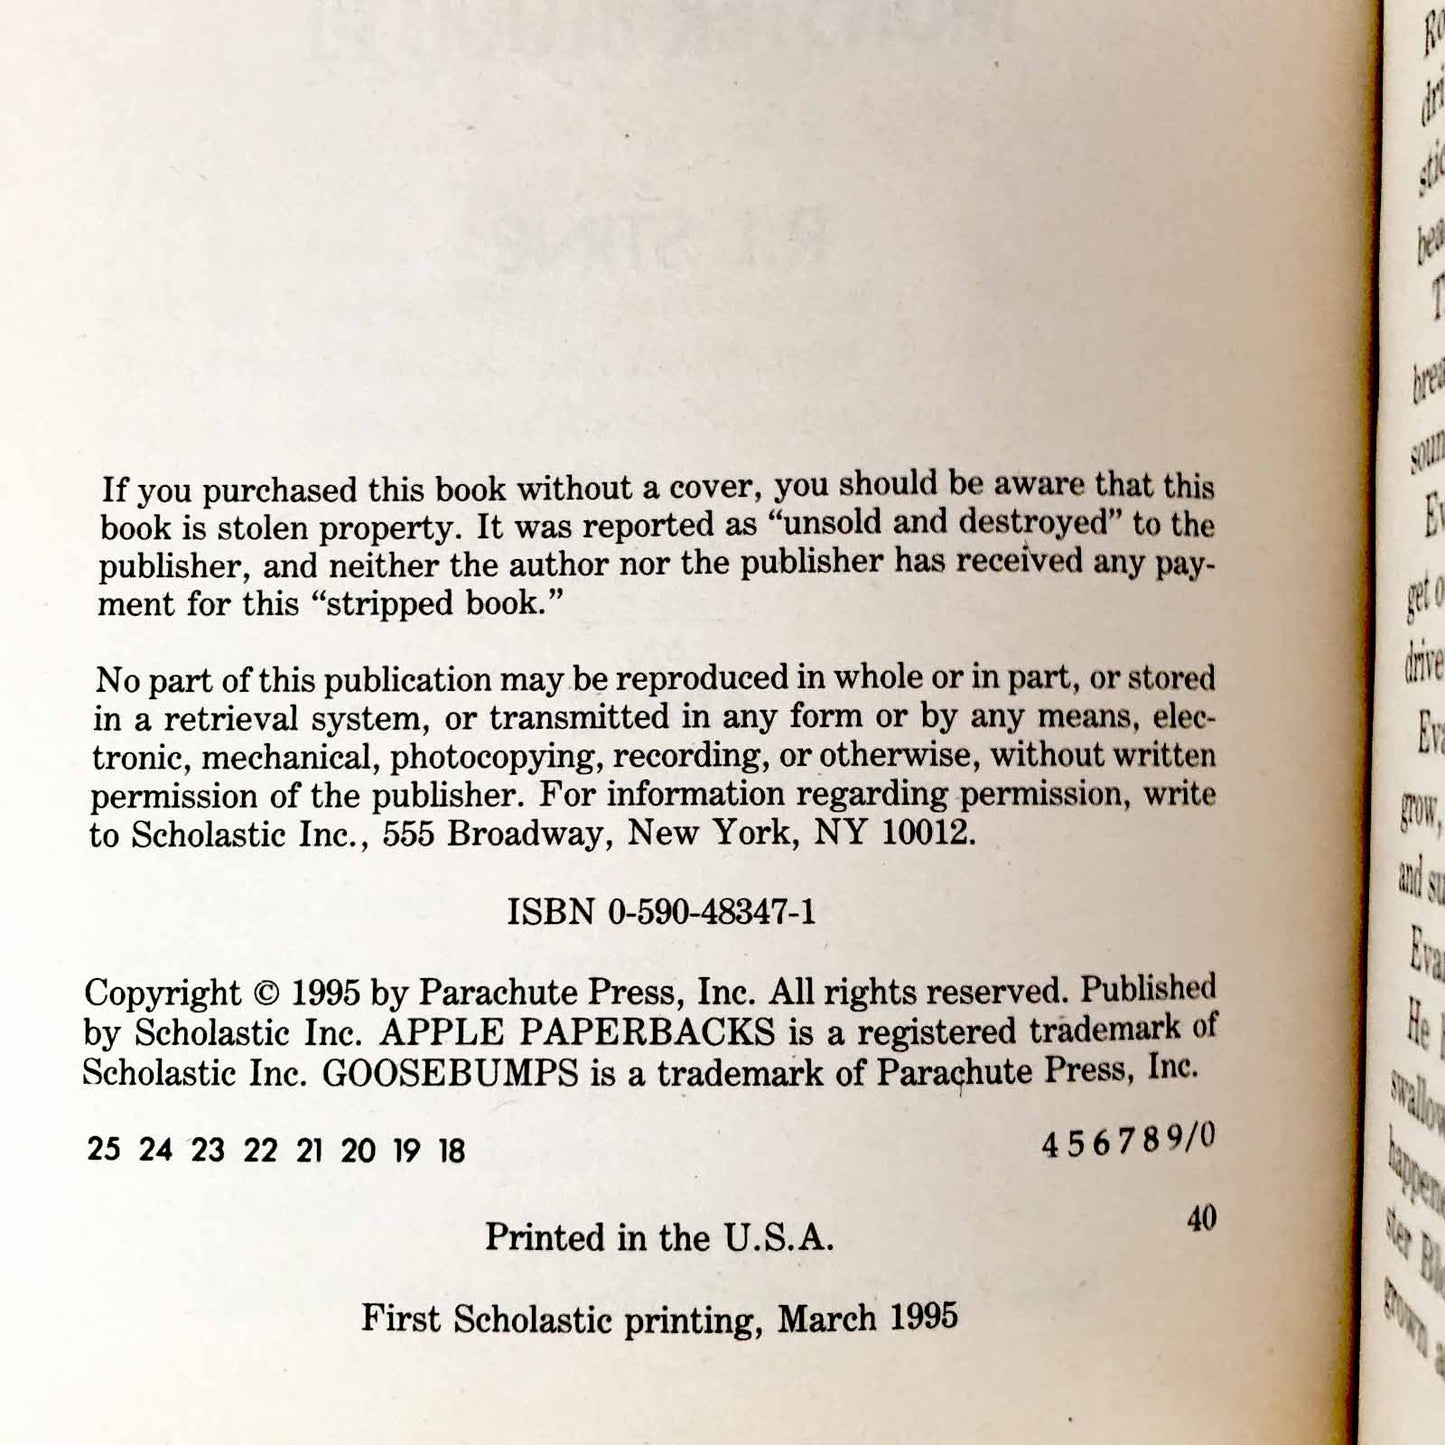 If you purchased this book without a cover, you should be aware that this
book is stolen property. It was reported as “unsold and destroyed” to the
publisher, and neither the author nor the publisher has received any pay-
ment for this “stripped book.”
No part of this publication may be reproduced in whole or in part, or stored
in a retrieval system, or transmitted in any form or by any means, elec-
tronic, mechanical, photocopying, recording, or otherwise, without written
permission of the publisher. For information regarding permission, write
to Scholastic Inc., 555 Broadway, New York, NY 10012.
ISBN 0-590-48347-1
Copyright © 1995 by Parachute Press, Inc. All rights reserved. Published
by Scholastic Inc. APPLE PAPERBACKS is a registered trademark of
Scholastic Inc. GOOSEBUMPS is a trademark of Parachute Press, Inc.
25 24 23 22 21 20 19 18 4 5 6 7 8 9/0
40
Printed in the U.S.A.
First Scholastic printing, March 1995
get
grow,
and
He